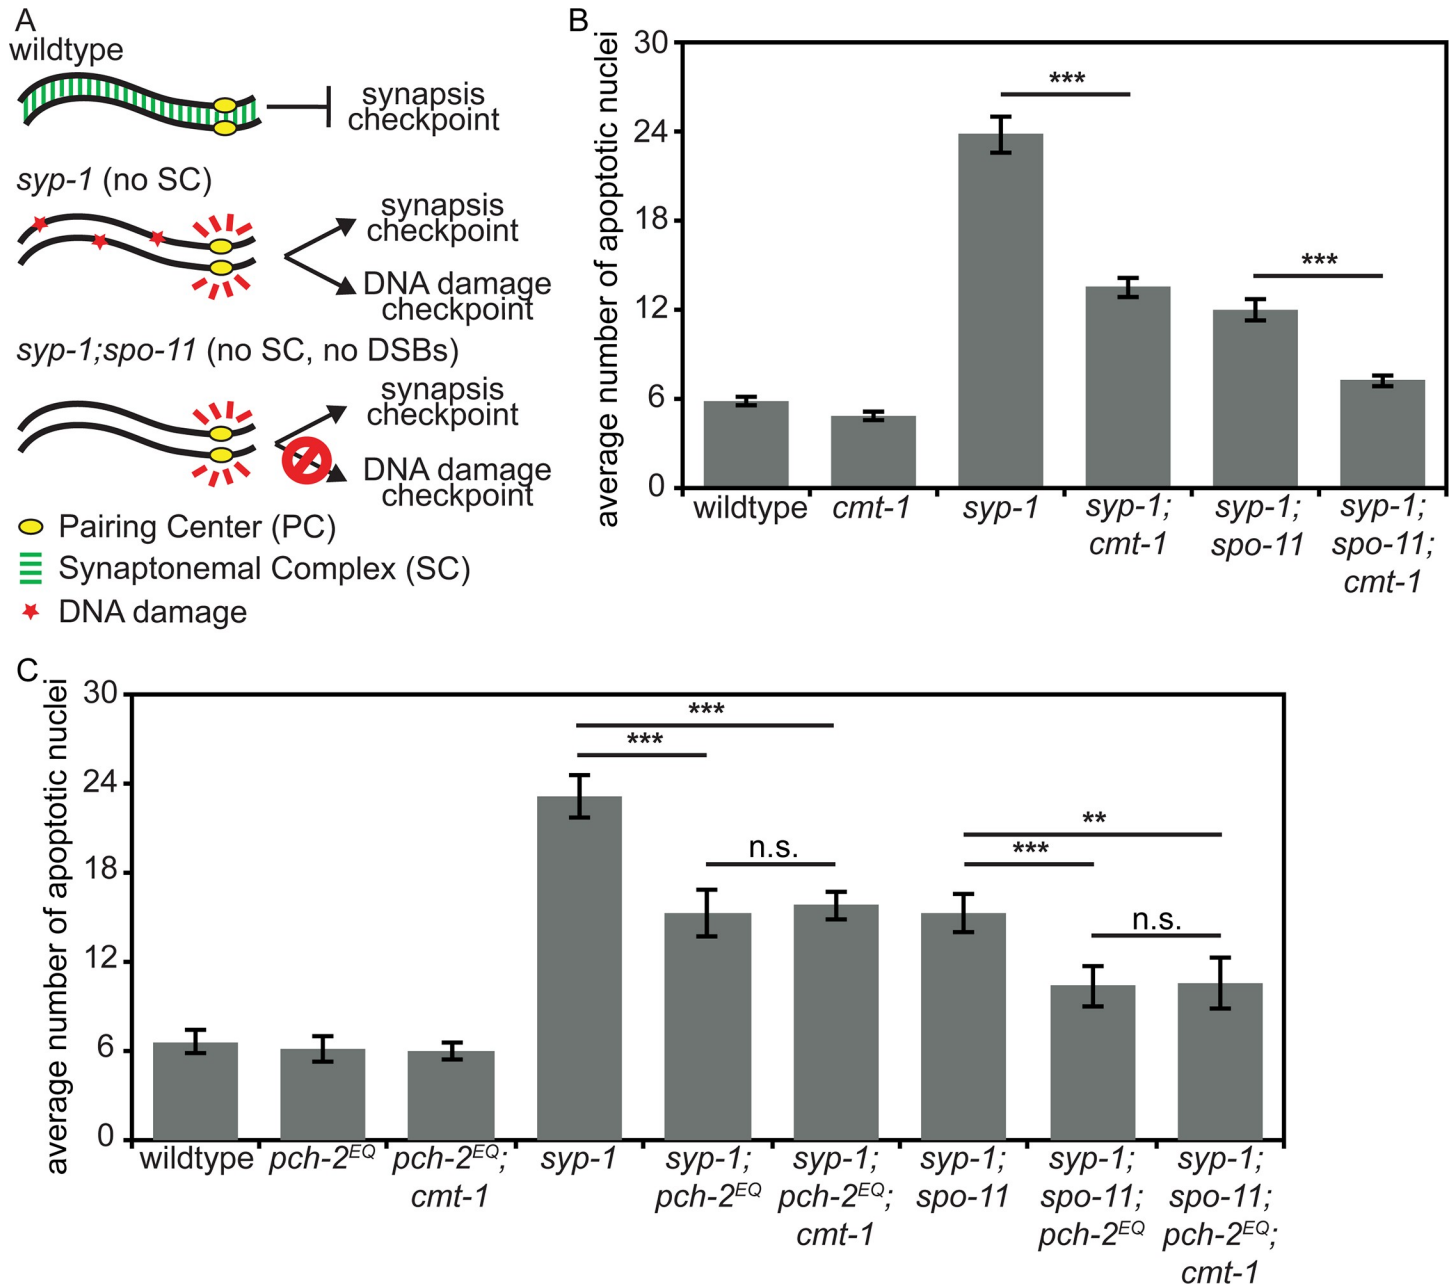 A
wildtype
synapsis
checkpoint
syp-1 (no SC)
synapsis
checkpoint
DNA damage
checkpoint
syp-1;spo-11 (no SC, no DSBs)
synapsis
checkpoint
DNA damage
checkpoint
Pairing Center (PC)
Synaptonemal Complex (SC)
DNA damage
B
average number of apoptotic nuclei
30
24
18
12
6
0
***
***
wildtype
cmt-1
syp-1
syp-1;
cmt-1
syp-1;
spo-11
syp-1;
spo-11;
cmt-1
C
average number of apoptotic nuclei
30
24
18
12
6
0
***
***
n.s.
**
***
n.s.
wildtype
pch-2EQ
pch-2EQ;
cmt-1
syp-1
syp-1;
pch-2EQ
syp-1;
pch-2EQ;
cmt-1
syp-1;
spo-11
syp-1;
spo-11;
pch-2EQ
syp-1;
spo-11;
pch-2EQ;
cmt-1